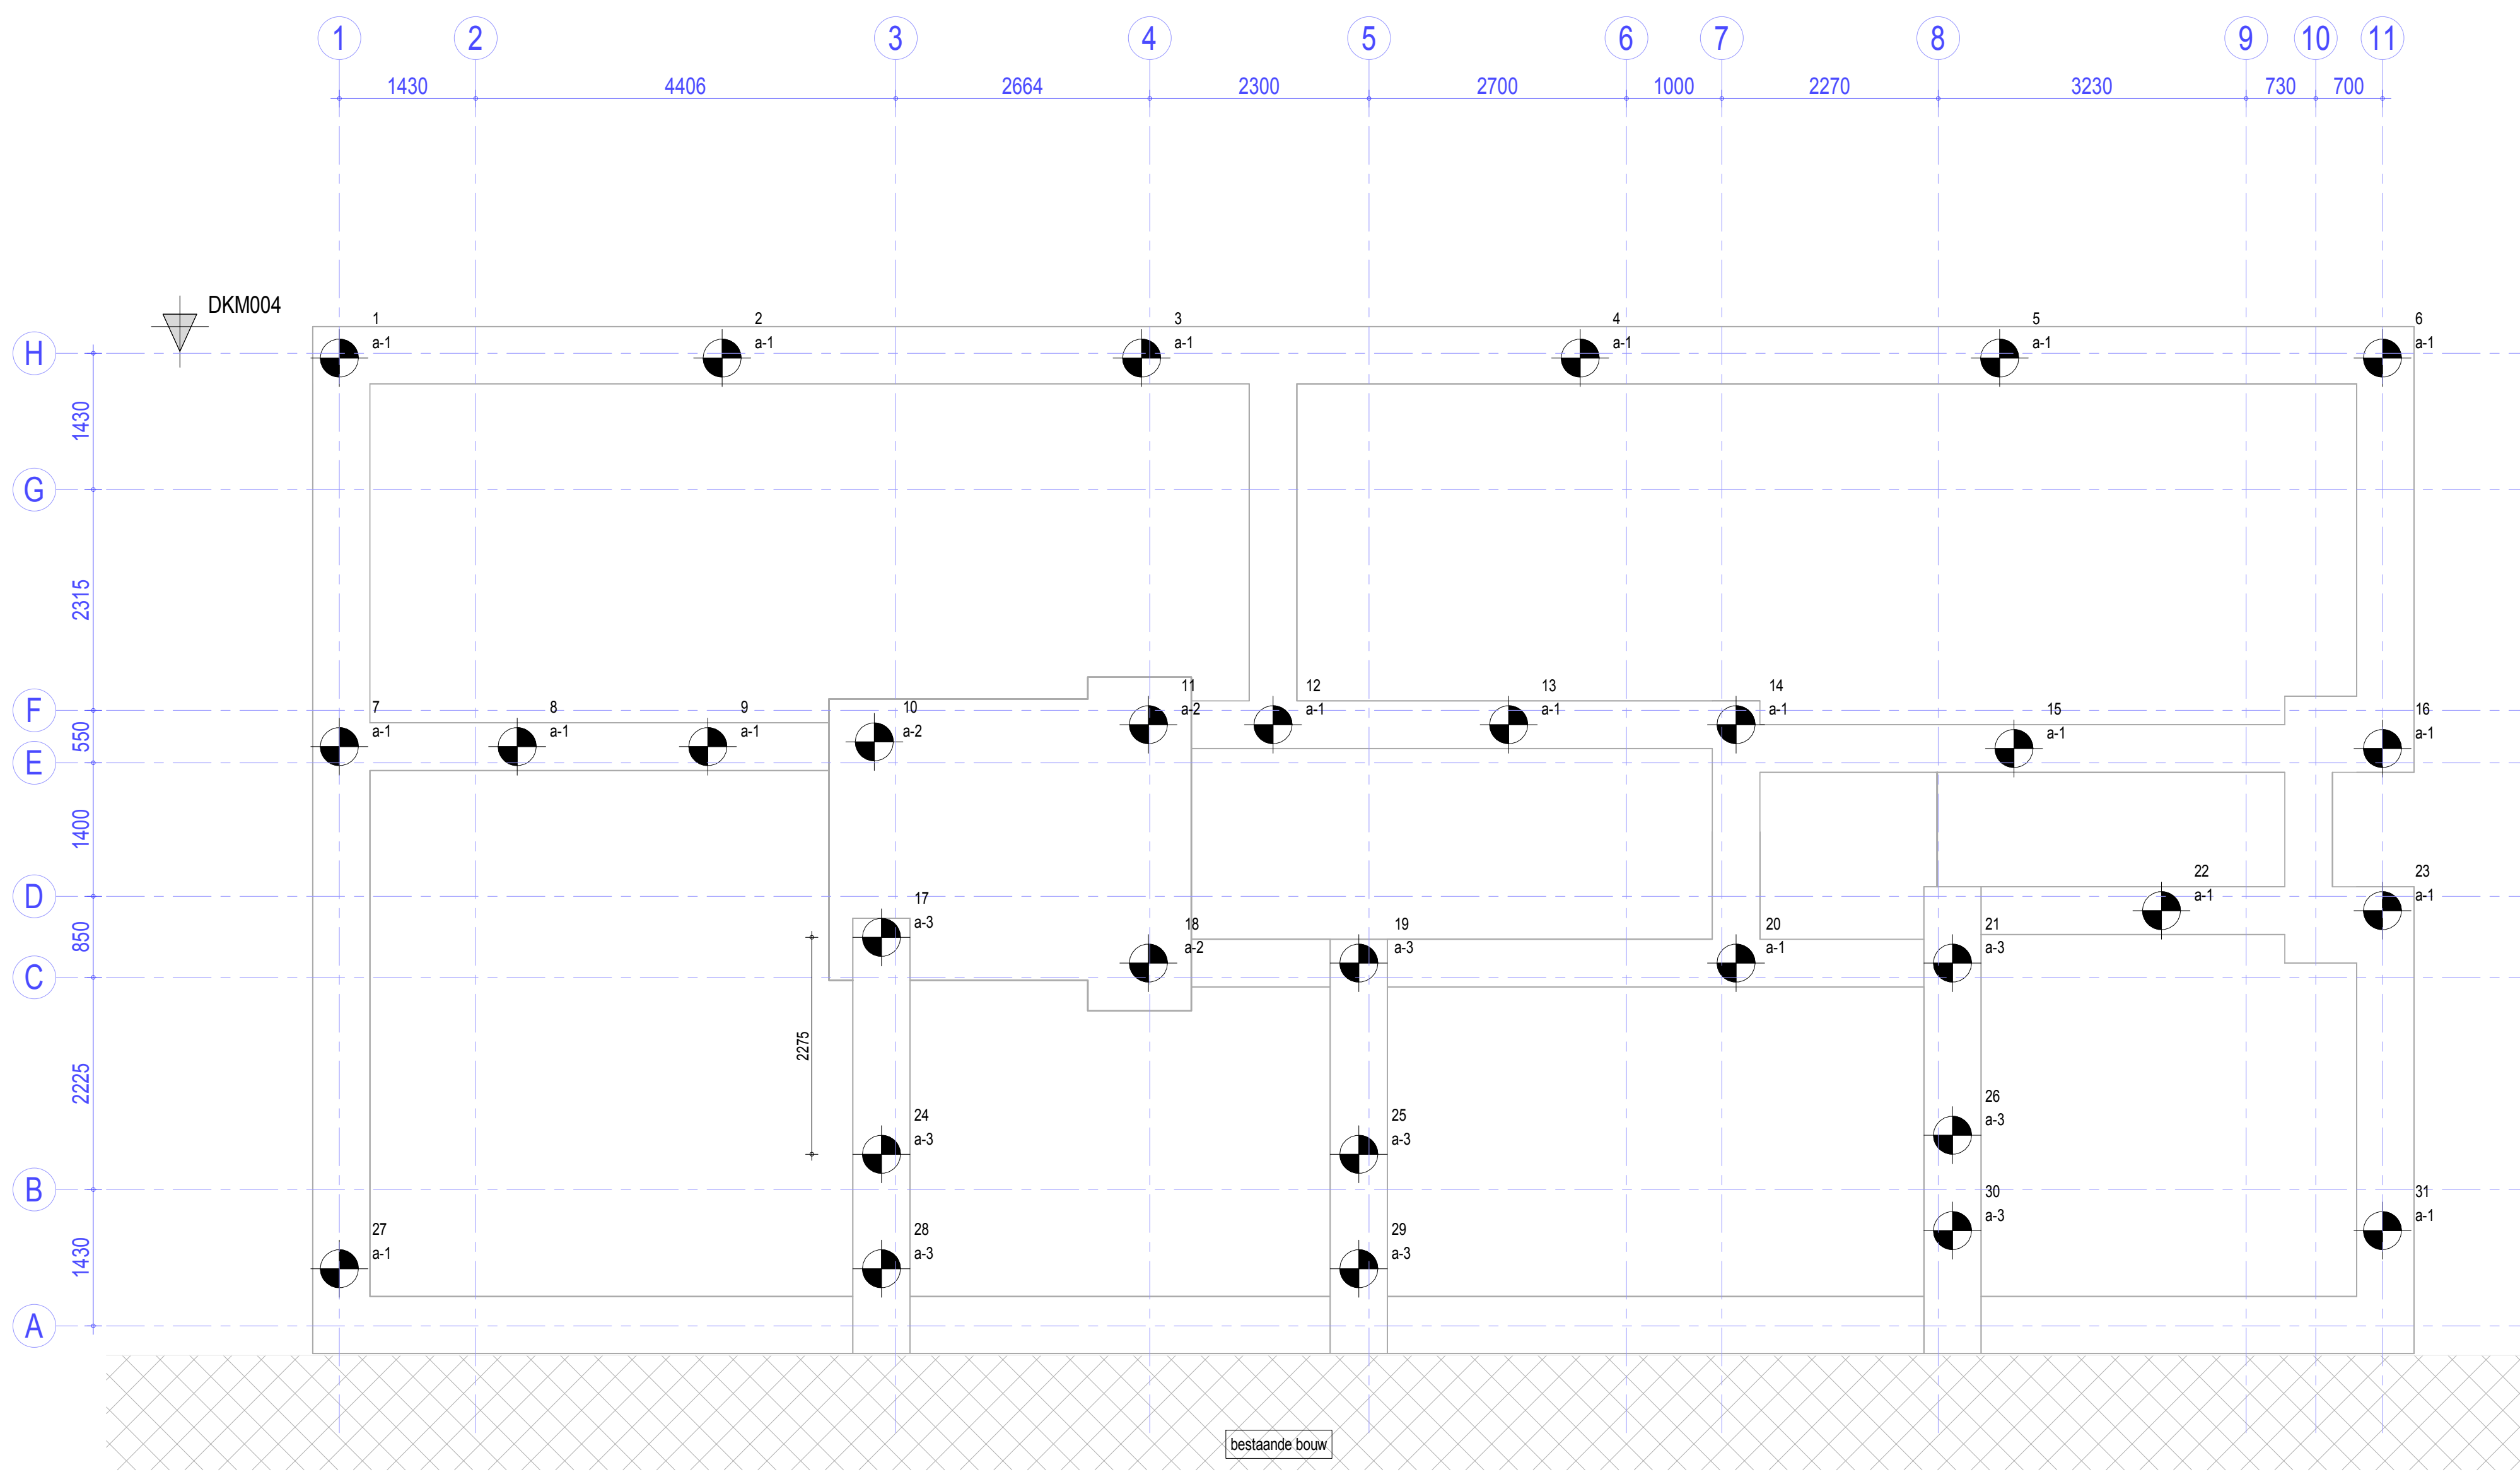 1 2 3 4 5 6 7 8 9 10 11
1430 4406 2664 2300 2700 1000 2270 3230 730 700
DKM004
1 2 3 4 5 6
H a-1 a-1 a-1 a-1 a-1 a-1
1430
G
2315
11 12 13 14
7 8 9 10 15 16
F a-2 a-1 a-1 a-1
a-1 a-1 a-1 a-2 a-1 a-1
550
E
1400
22 23
D a-1 a-1
17
a-3
850
18 19 20 21
a-2 a-3 a-1 a-3
C
2275
2225
26
24 25 a-3
a-3 a-3
B
30 31
a-3 a-1
27 28 29
a-1 a-3 a-3
1430
A
bestaande bouw